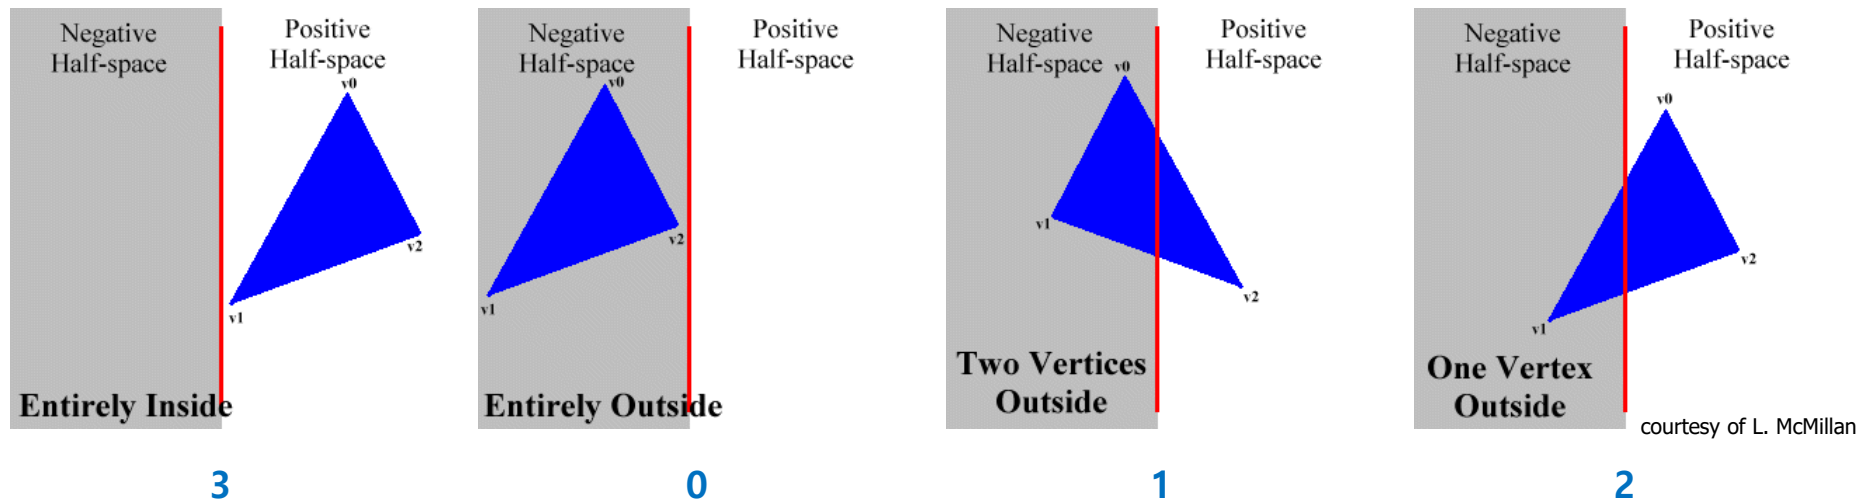 Negative
Half-space
Positive
Half-space
v0
v2
v1
Entirely Inside
3
Negative
Half-space
Positive
Half-space
v0
v2
v1
Entirely Outside
0
Negative
Half-space
Positive
Half-space
v0
v1
v2
Two Vertices
Outside
1
Negative
Half-space
Positive
Half-space
v0
v2
v1
One Vertex
Outside
courtesy of L. McMillan
2